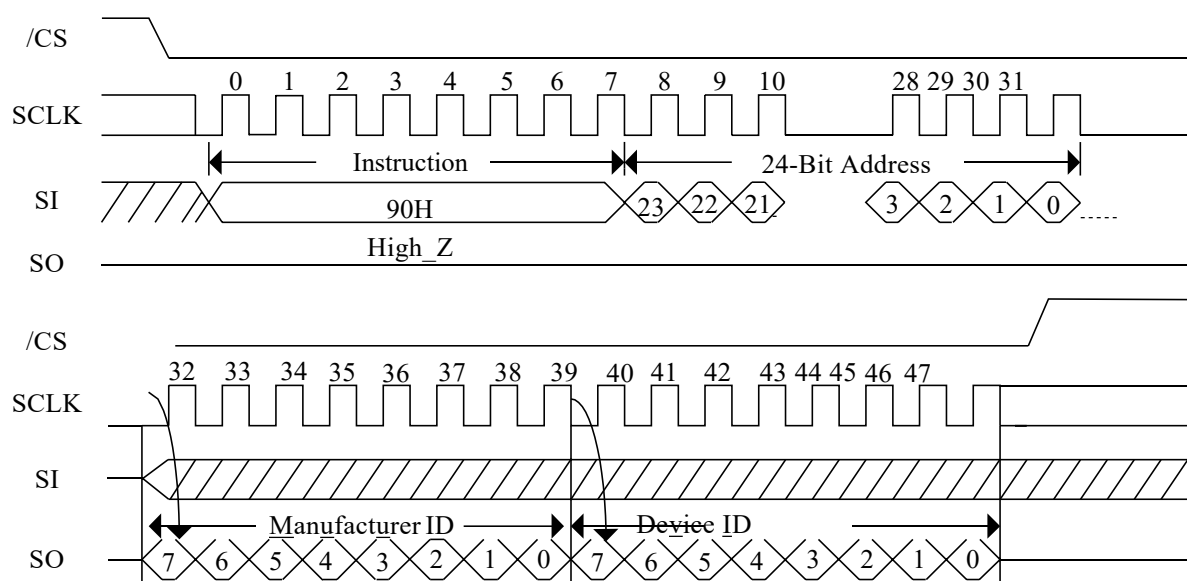 /CS
0 1 2 3 4 5 6 7 8 9 10 28 29 30 31
SCLK
Instruction 24-Bit Address
SI 90H 23 22 21 3 2 1 0
High_Z
SO
/CS
32 33 34 35 36 37 38 39 40 41 42 43 44 45 46 47
SCLK
SI
Manufacturer ID Device ID
SO 7 6 5 4 3 2 1 0 7 6 5 4 3 2 1 0